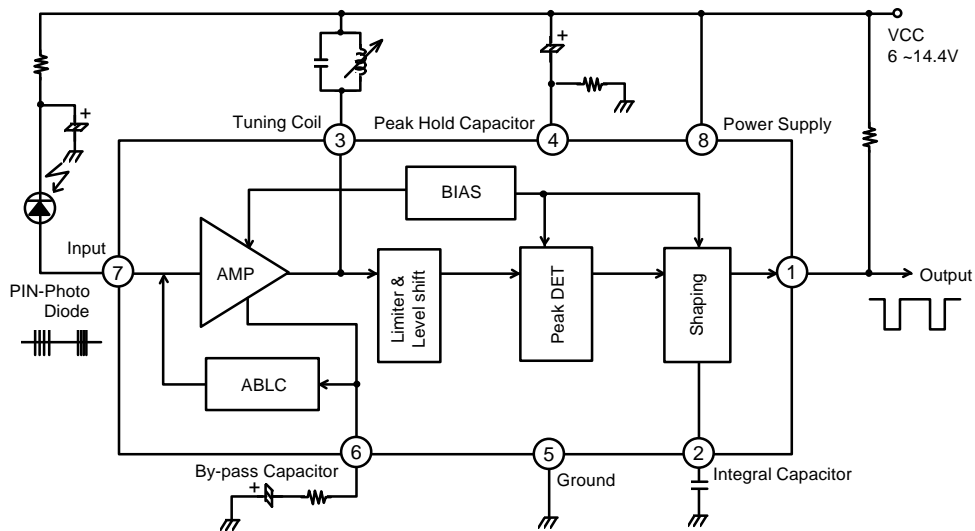 VCC
6 ~14.4V
+
+
Tuning Coil
3
Peak Hold Capacitor
4
8
Power Supply
BIAS
Input
7
AMP
Limiter &
Level shift
Peak DET
Shaping
1
Output
PIN-Photo
Diode
ABLC
6
5
2
By-pass Capacitor
+
Ground
Integral Capacitor